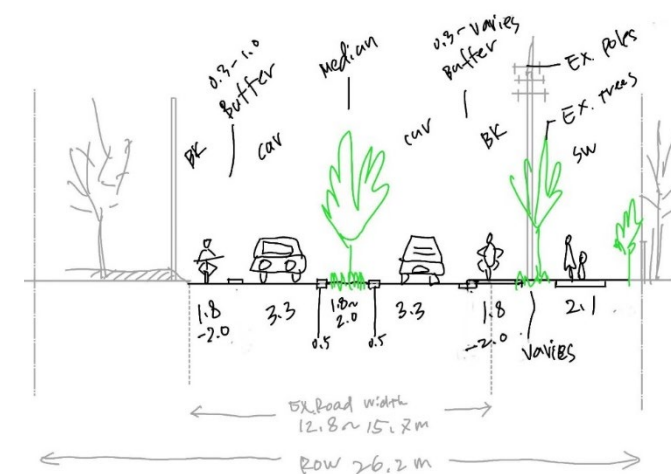 0.3-1.0
Buffer
BK
car
Median
car
0.3-varies
Buffer
BK
Ex. poles
Ex. trees
SW
1.8
-2.0
3.3
0.5
1.8~
2.0
0.5
3.3
1.8
-2.0
varies
2.1
Ex. Road width
12.8~15.7m
ROW 26.2m